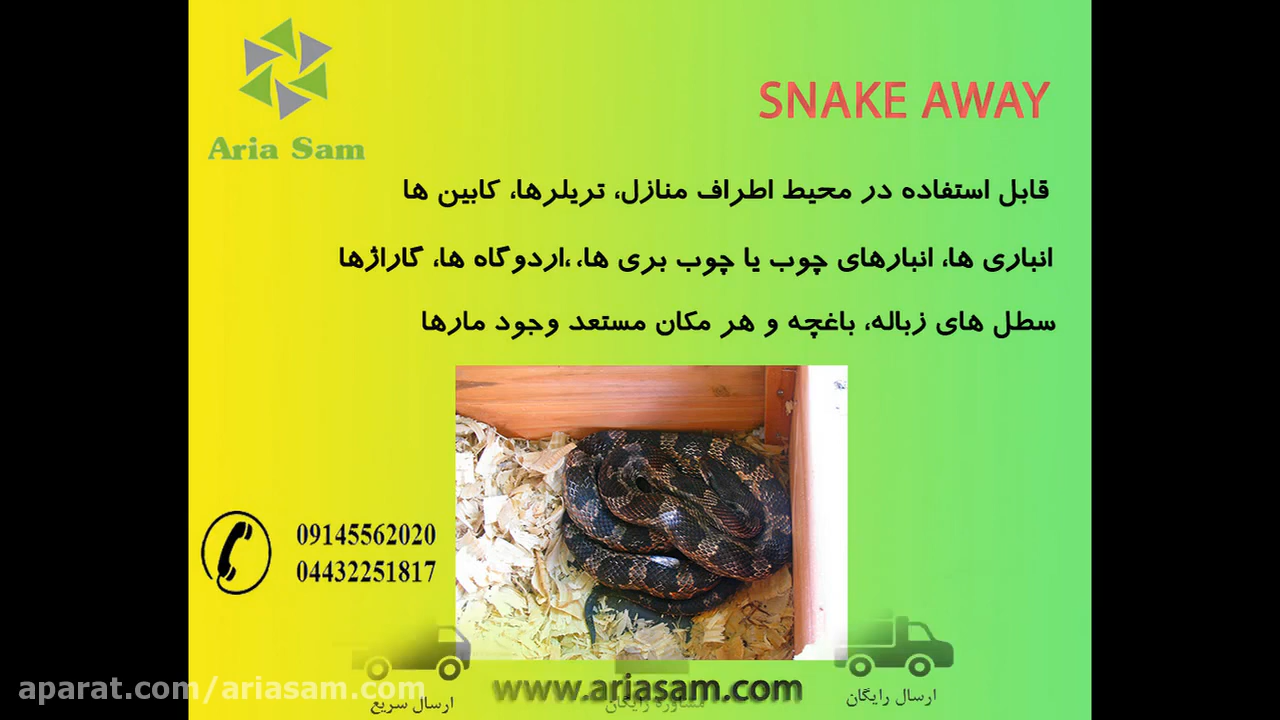 Aria Sam
SNAKE AWAY
قابل استفاده در محیط اطراف منازل، تریلرها، کابین ها
انباری ها، انبارهای چوب یا چوب بری ها،،اردوگاه ها، گاراژها
سطل های زباله، باغچه و هر مکان مستعد وجود مارها
09145562020
04432251817
www.ariasam.com
ارسال رایگان
مشاوره رایگان
ارسال سریع
aparat.com/ariasam.com